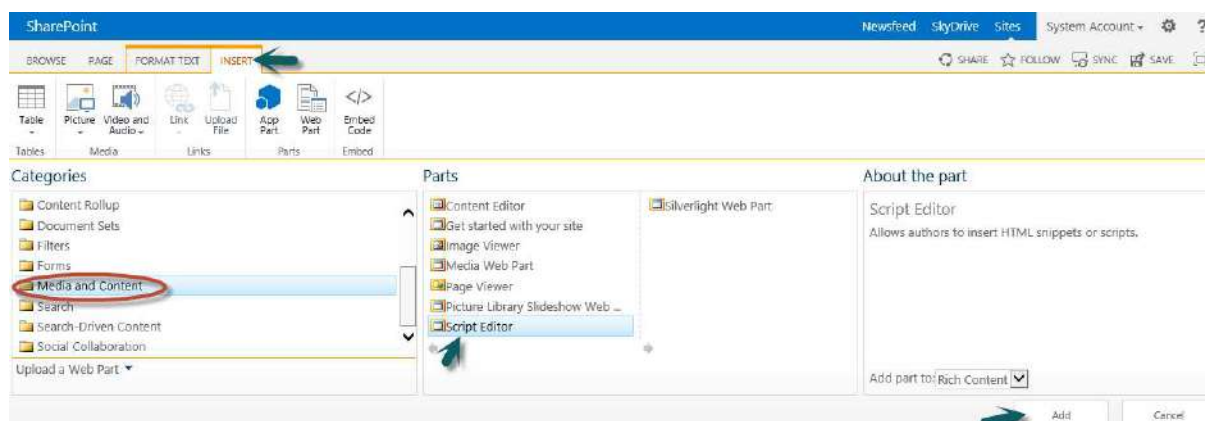 SharePoint Newsfeed SkyDrive Sites System Account ?
BROWSE PAGE FORMAT TEXT INSERT SHARE FOLLOW SYNC SAVE
Table Picture Video and Audio Link Upload File App Part Web Part Embed Code
Tables Media Links Parts Embed
Categories
Content Rollup
Document Sets
Filters
Forms
Media and Content
Search
Search-Driven Content
Social Collaboration
Upload a Web Part
Parts
Content Editor
Get started with your site
Image Viewer
Media Web Part
Page Viewer
Picture Library Slideshow Web ...
Script Editor
Silverlight Web Part
About the part
Script Editor
Allows authors to insert HTML snippets or scripts.
Add part to: Rich Content
Add Cancel